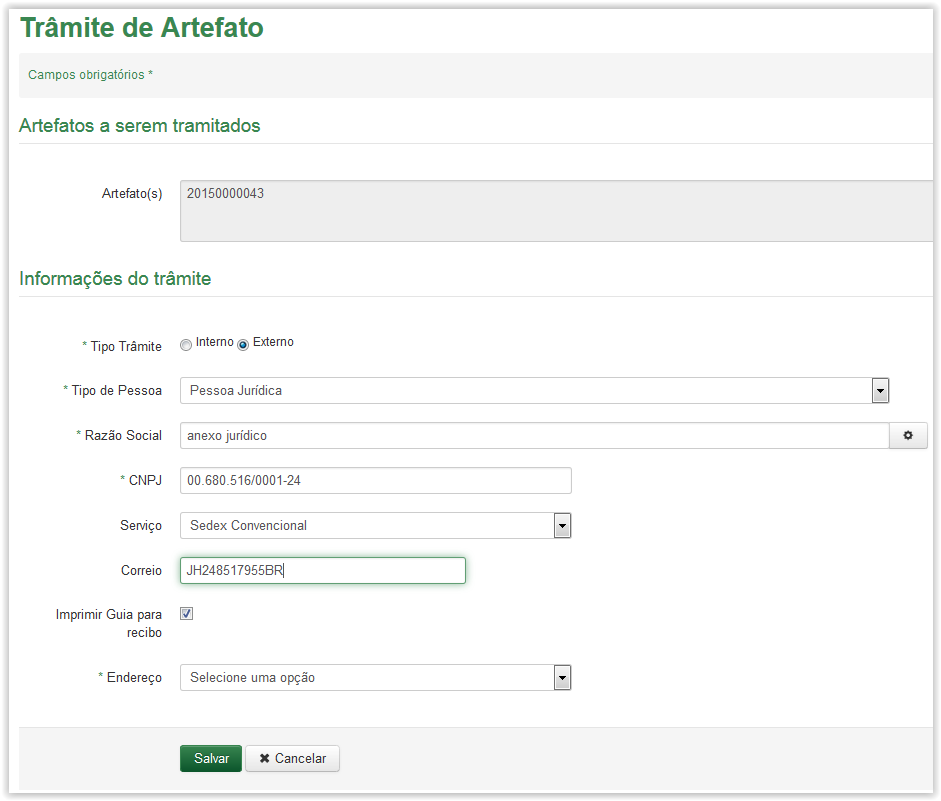 Trâmite de Artefato
Campos obrigatórios *
Artefatos a serem tramitados
Artefato(s) 20150000043
Informações do trâmite
* Tipo Trâmite Interno Externo
* Tipo de Pessoa Pessoa Jurídica
* Razão Social anexo jurídico
* CNPJ 00.680.516/0001-24
Serviço Sedex Convencional
Correio JH248517955BR
Imprimir Guia para
recibo
* Endereço Selecione uma opção
Salvar ✖ Cancelar